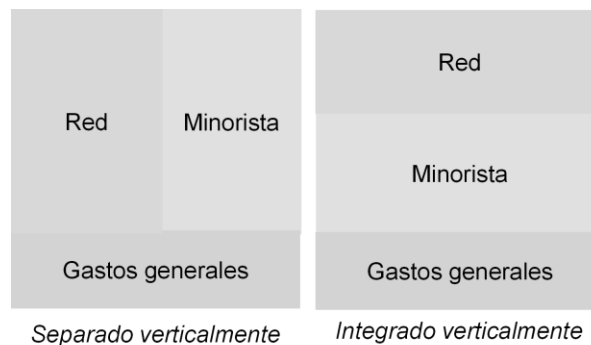 Red
Minorista
Gastos generales
Separado verticalmente
Red
Minorista
Gastos generales
Integrado verticalmente